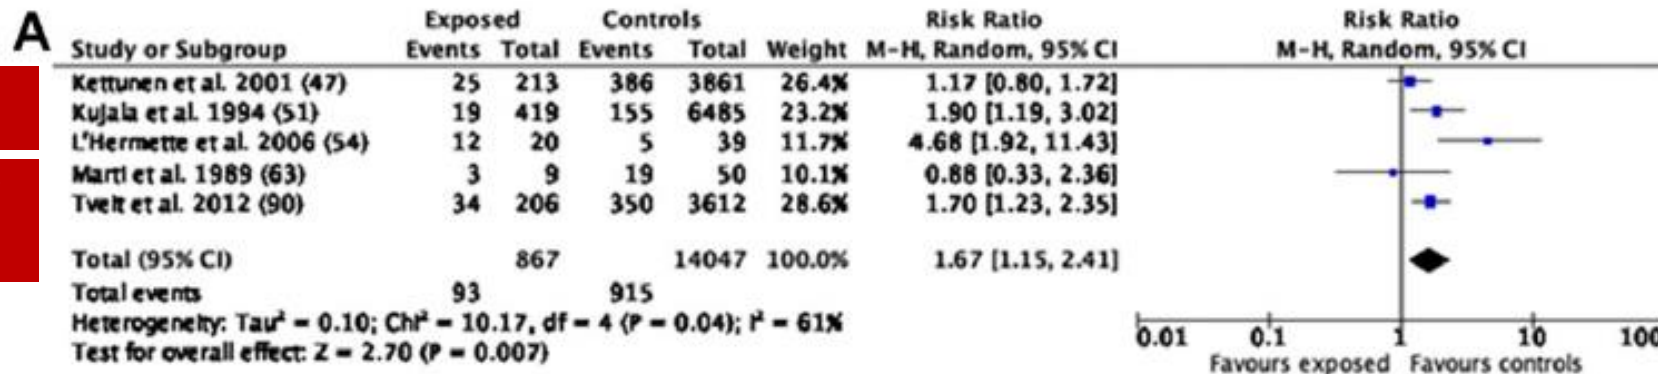 A
Exposed Controls Risk Ratio Risk Ratio
Study or Subgroup Events Total Events Total Weight M-H, Random, 95% CI M-H, Random, 95% CI
Kettunen et al. 2001 (47) 25 213 386 3861 26.4% 1.17 [0.80, 1.72]
Kujala et al. 1994 (51) 19 419 155 6485 23.2% 1.90 [1.19, 3.02]
L'Hermette et al. 2006 (54) 12 20 5 39 11.7% 4.68 [1.92, 11.43]
Marti et al. 1989 (63) 3 9 19 50 10.1% 0.88 [0.33, 2.36]
Tveit et al. 2012 (90) 34 206 350 3612 28.6% 1.70 [1.23, 2.35]
Total (95% CI) 867 14047 100.0% 1.67 [1.15, 2.41]
Total events 93 915
Heterogeneity: Tau² = 0.10; Chi² = 10.17, df = 4 (P = 0.04); I² = 61%
Test for overall effect: Z = 2.70 (P = 0.007)
0.01 0.1 1 10 100
Favours exposed Favours controls